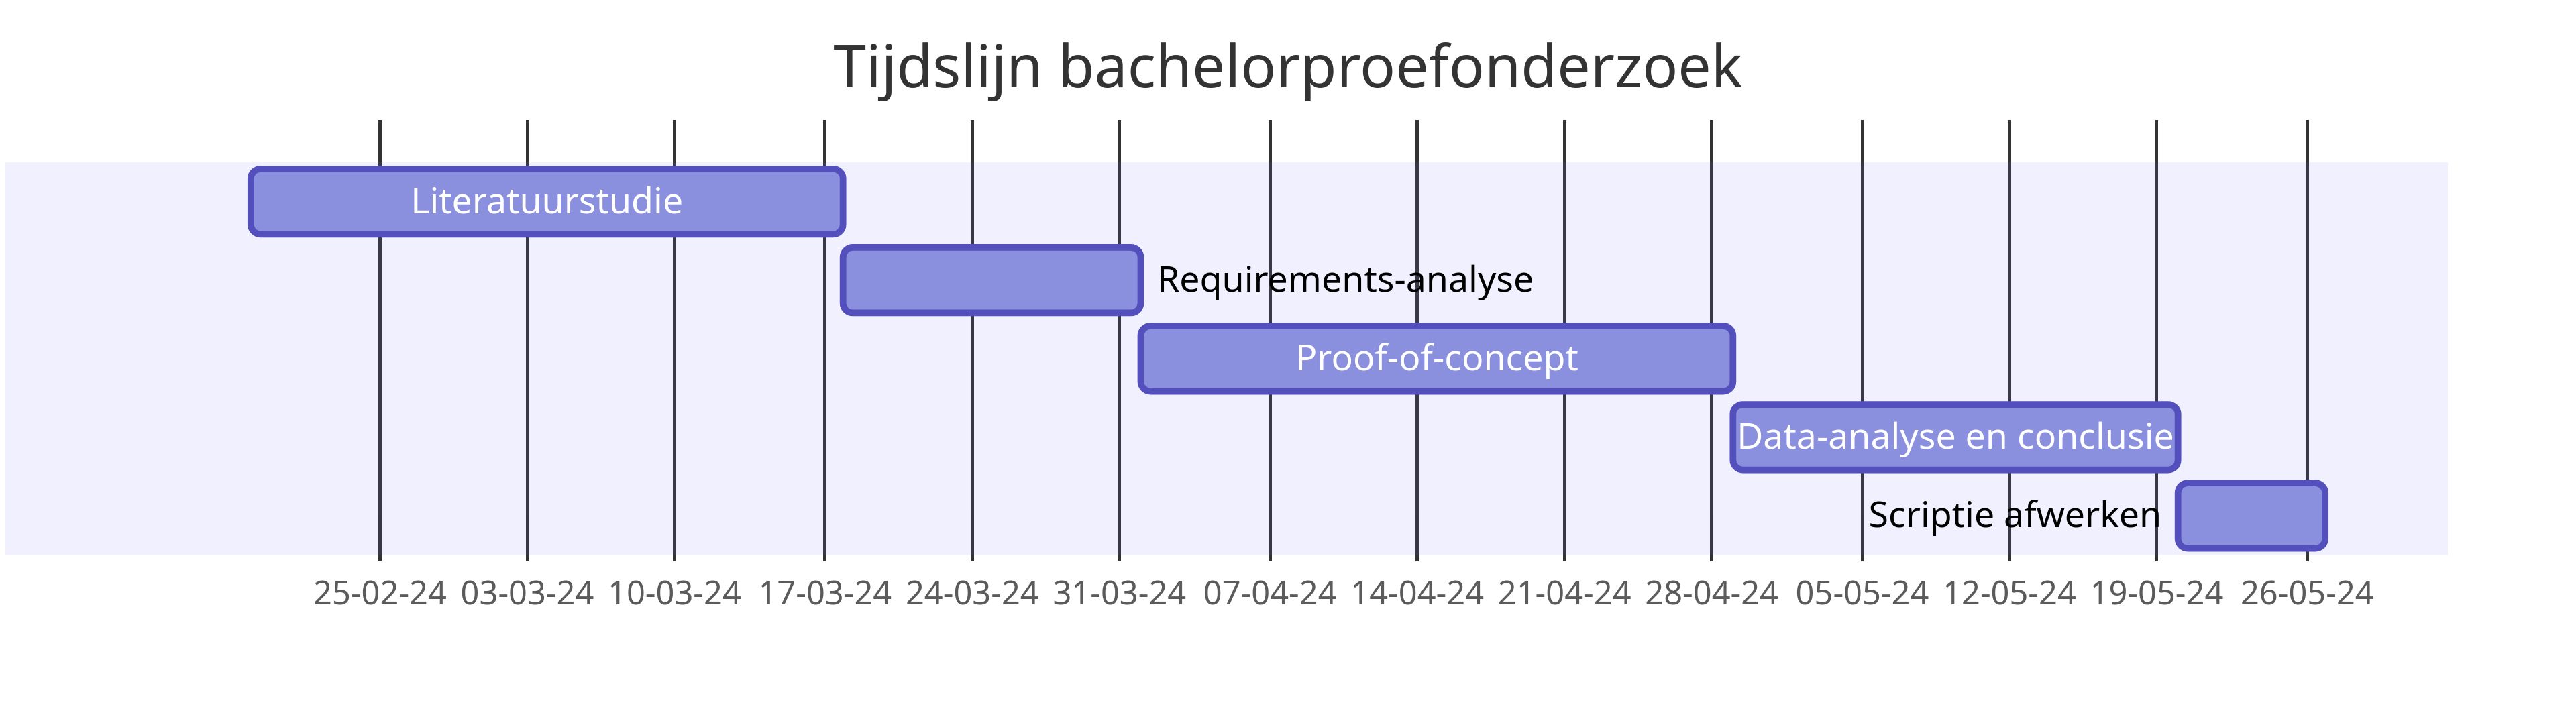 Tijdslijn bachelorproefonderzoek
Literatuurstudie
Requirements-analyse
Proof-of-concept
Data-analyse en conclusie
Scriptie afwerken
25-02-24 03-03-24 10-03-24 17-03-24 24-03-24 31-03-24 07-04-24 14-04-24 21-04-24 28-04-24 05-05-24 12-05-24 19-05-24 26-05-24